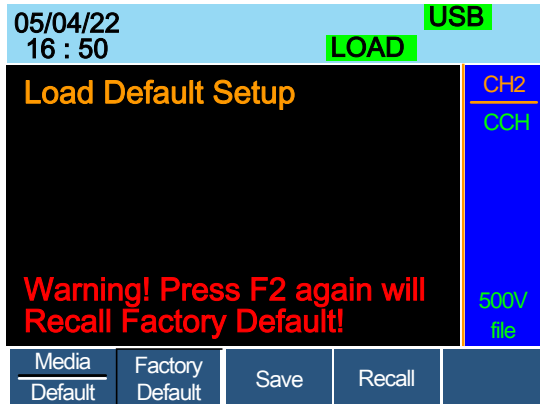 05/04/22
USB
16 : 50
LOAD
Load Default Setup
CH2
CCH
Warning! Press F2 again will
Recall Factory Default!
500V
file
Media
Default
Factory
Default
Save
Recall